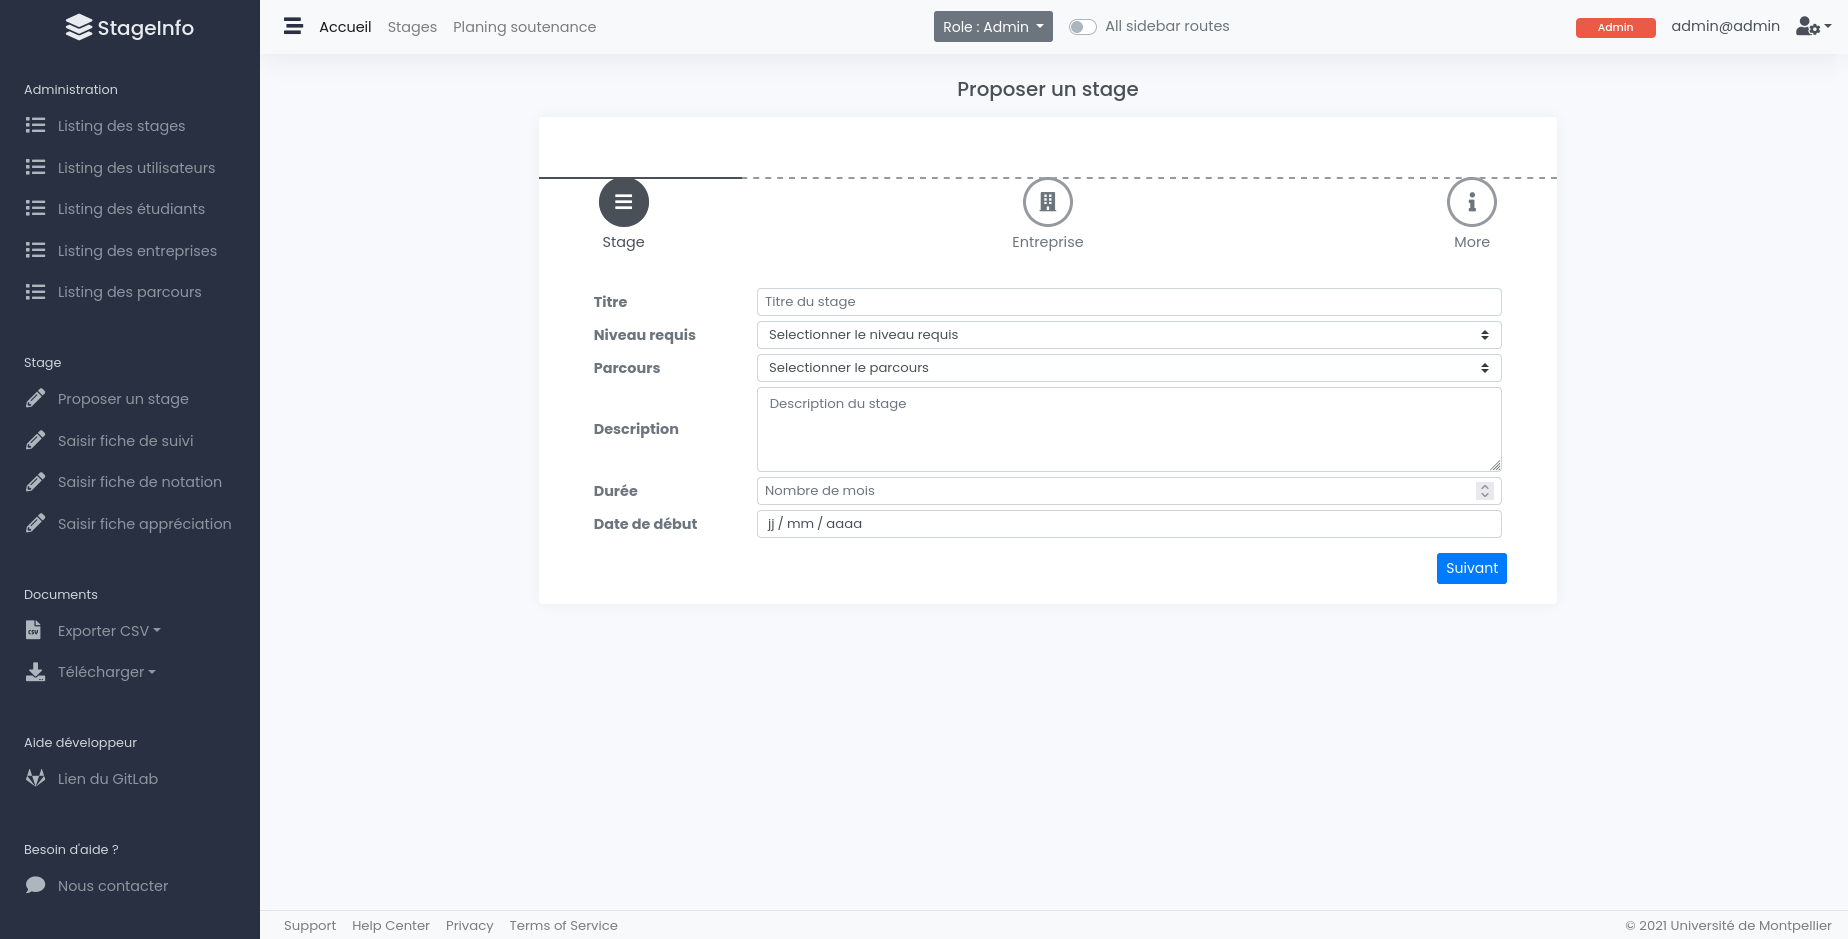 StageInfo
Accueil
Stages
Planing soutenance
Role : Admin
All sidebar routes
Admin
admin@admin
Administration
Listing des stages
Listing des utilisateurs
Listing des étudiants
Listing des entreprises
Listing des parcours
Stage
Proposer un stage
Saisir fiche de suivi
Saisir fiche de notation
Saisir fiche appréciation
Documents
CSV
Exporter CSV
Télécharger
Aide développeur
Lien du GitLab
Besoin d'aide ?
Nous contacter
Proposer un stage
Stage
Entreprise
More
Titre
Titre du stage
Niveau requis
Selectionner le niveau requis
Parcours
Selectionner le parcours
Description
Description du stage
Durée
Nombre de mois
Date de début
jj / mm / aaaa
Suivant
Support
Help Center
Privacy
Terms of Service
© 2021 Université de Montpellier